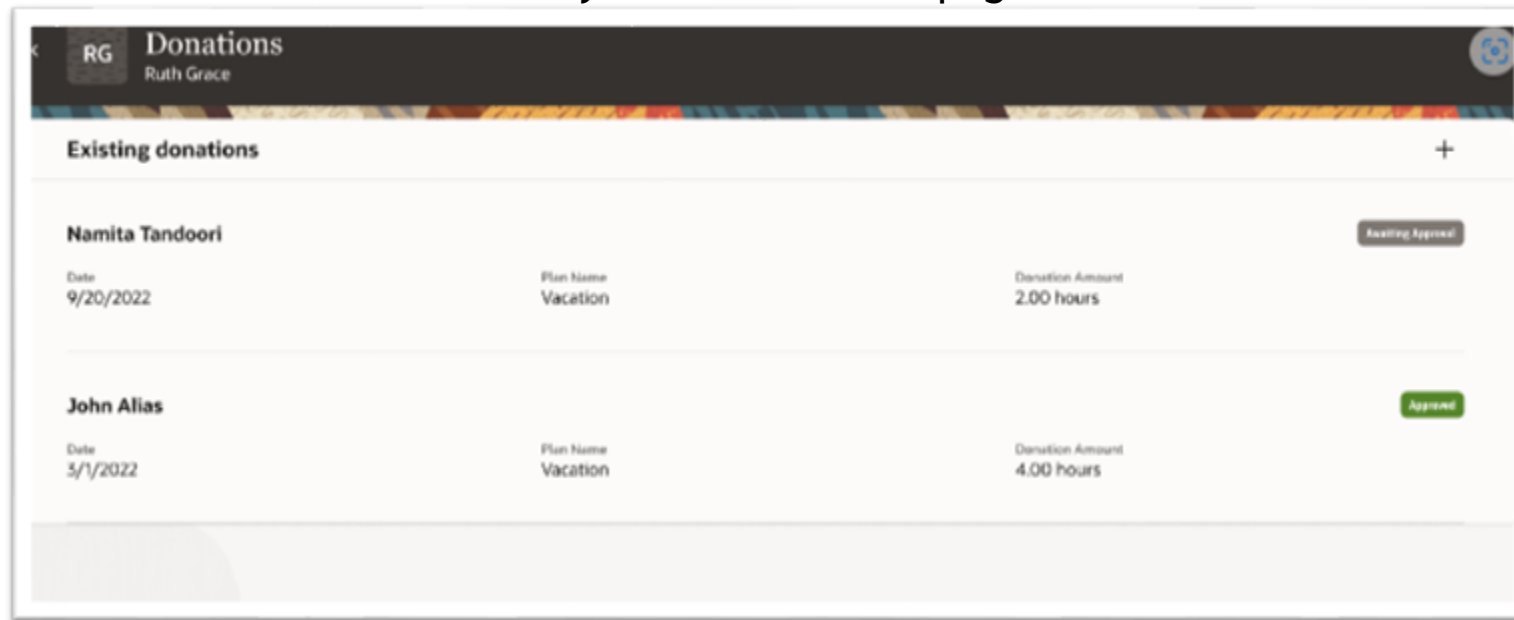 RG
Donations
Ruth Grace
Existing donations
+
Namita Tandoori
Awaiting Approval
Date
Plan Name
Donation Amount
9/20/2022
Vacation
2.00 hours
John Alias
Approved
Date
Plan Name
Donation Amount
3/1/2022
Vacation
4.00 hours